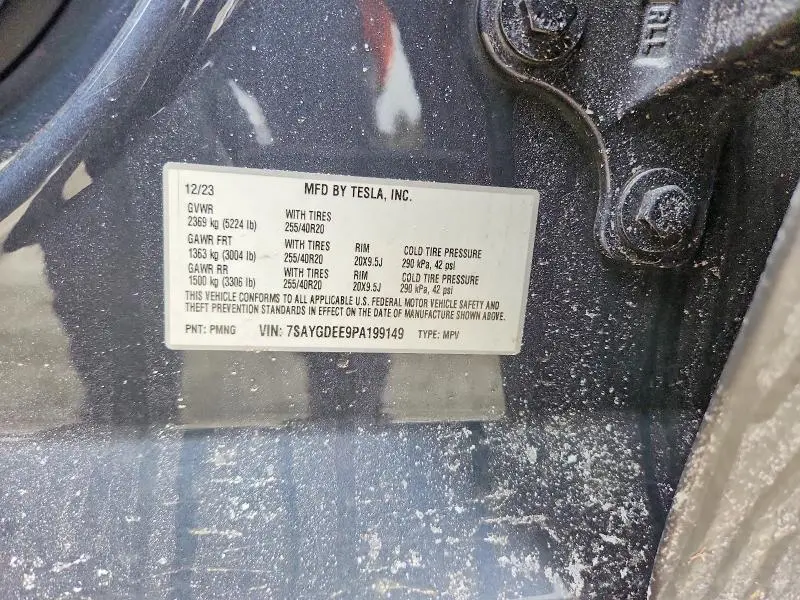 RLL
12/23 MFD BY TESLA, INC.
GVWR WITH TIRES
2369 kg (5224 lb) 255/40R20
GAWR FRT WITH TIRES RIM COLD TIRE PRESSURE
1363 kg (3004 lb) 255/40R20 20X9.5J 290 kPa, 42 psi
GAWR RR WITH TIRES RIM COLD TIRE PRESSURE
1500 kg (3306 lb) 255/40R20 20X9.5J 290 kPa, 42 psi
THIS VEHICLE CONFORMS TO ALL APPLICABLE U.S. FEDERAL MOTOR VEHICLE SAFETY AND
THEFT PREVENTION STANDARDS IN EFFECT ON THE DATE OF MANUFACTURE SHOWN ABOVE.
PNT: PMNG VIN: 7SAYGDEE9PA199149 TYPE: MPV